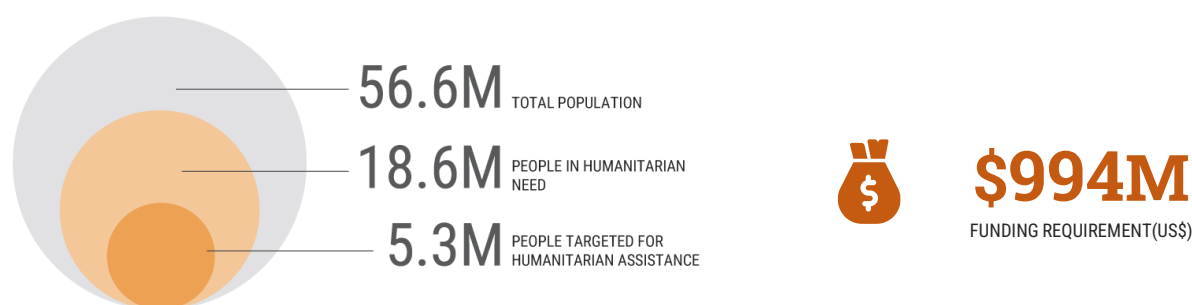 56.6M TOTAL POPULATION
18.6M PEOPLE IN HUMANITARIAN
NEED
5.3M PEOPLE TARGETED FOR
HUMANITARIAN ASSISTANCE
$
$994M
FUNDING REQUIREMENT(US$)